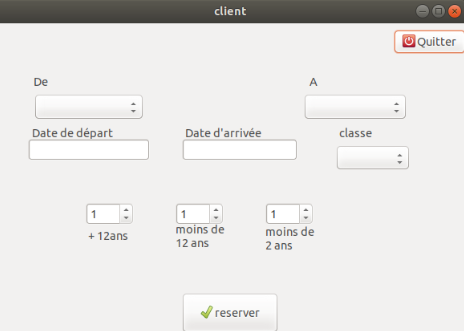 client
Quitter
De
A
Date de départ
Date d'arrivée
classe
1
1
1
+ 12ans
moins de
12 ans
moins de
2 ans
reserver